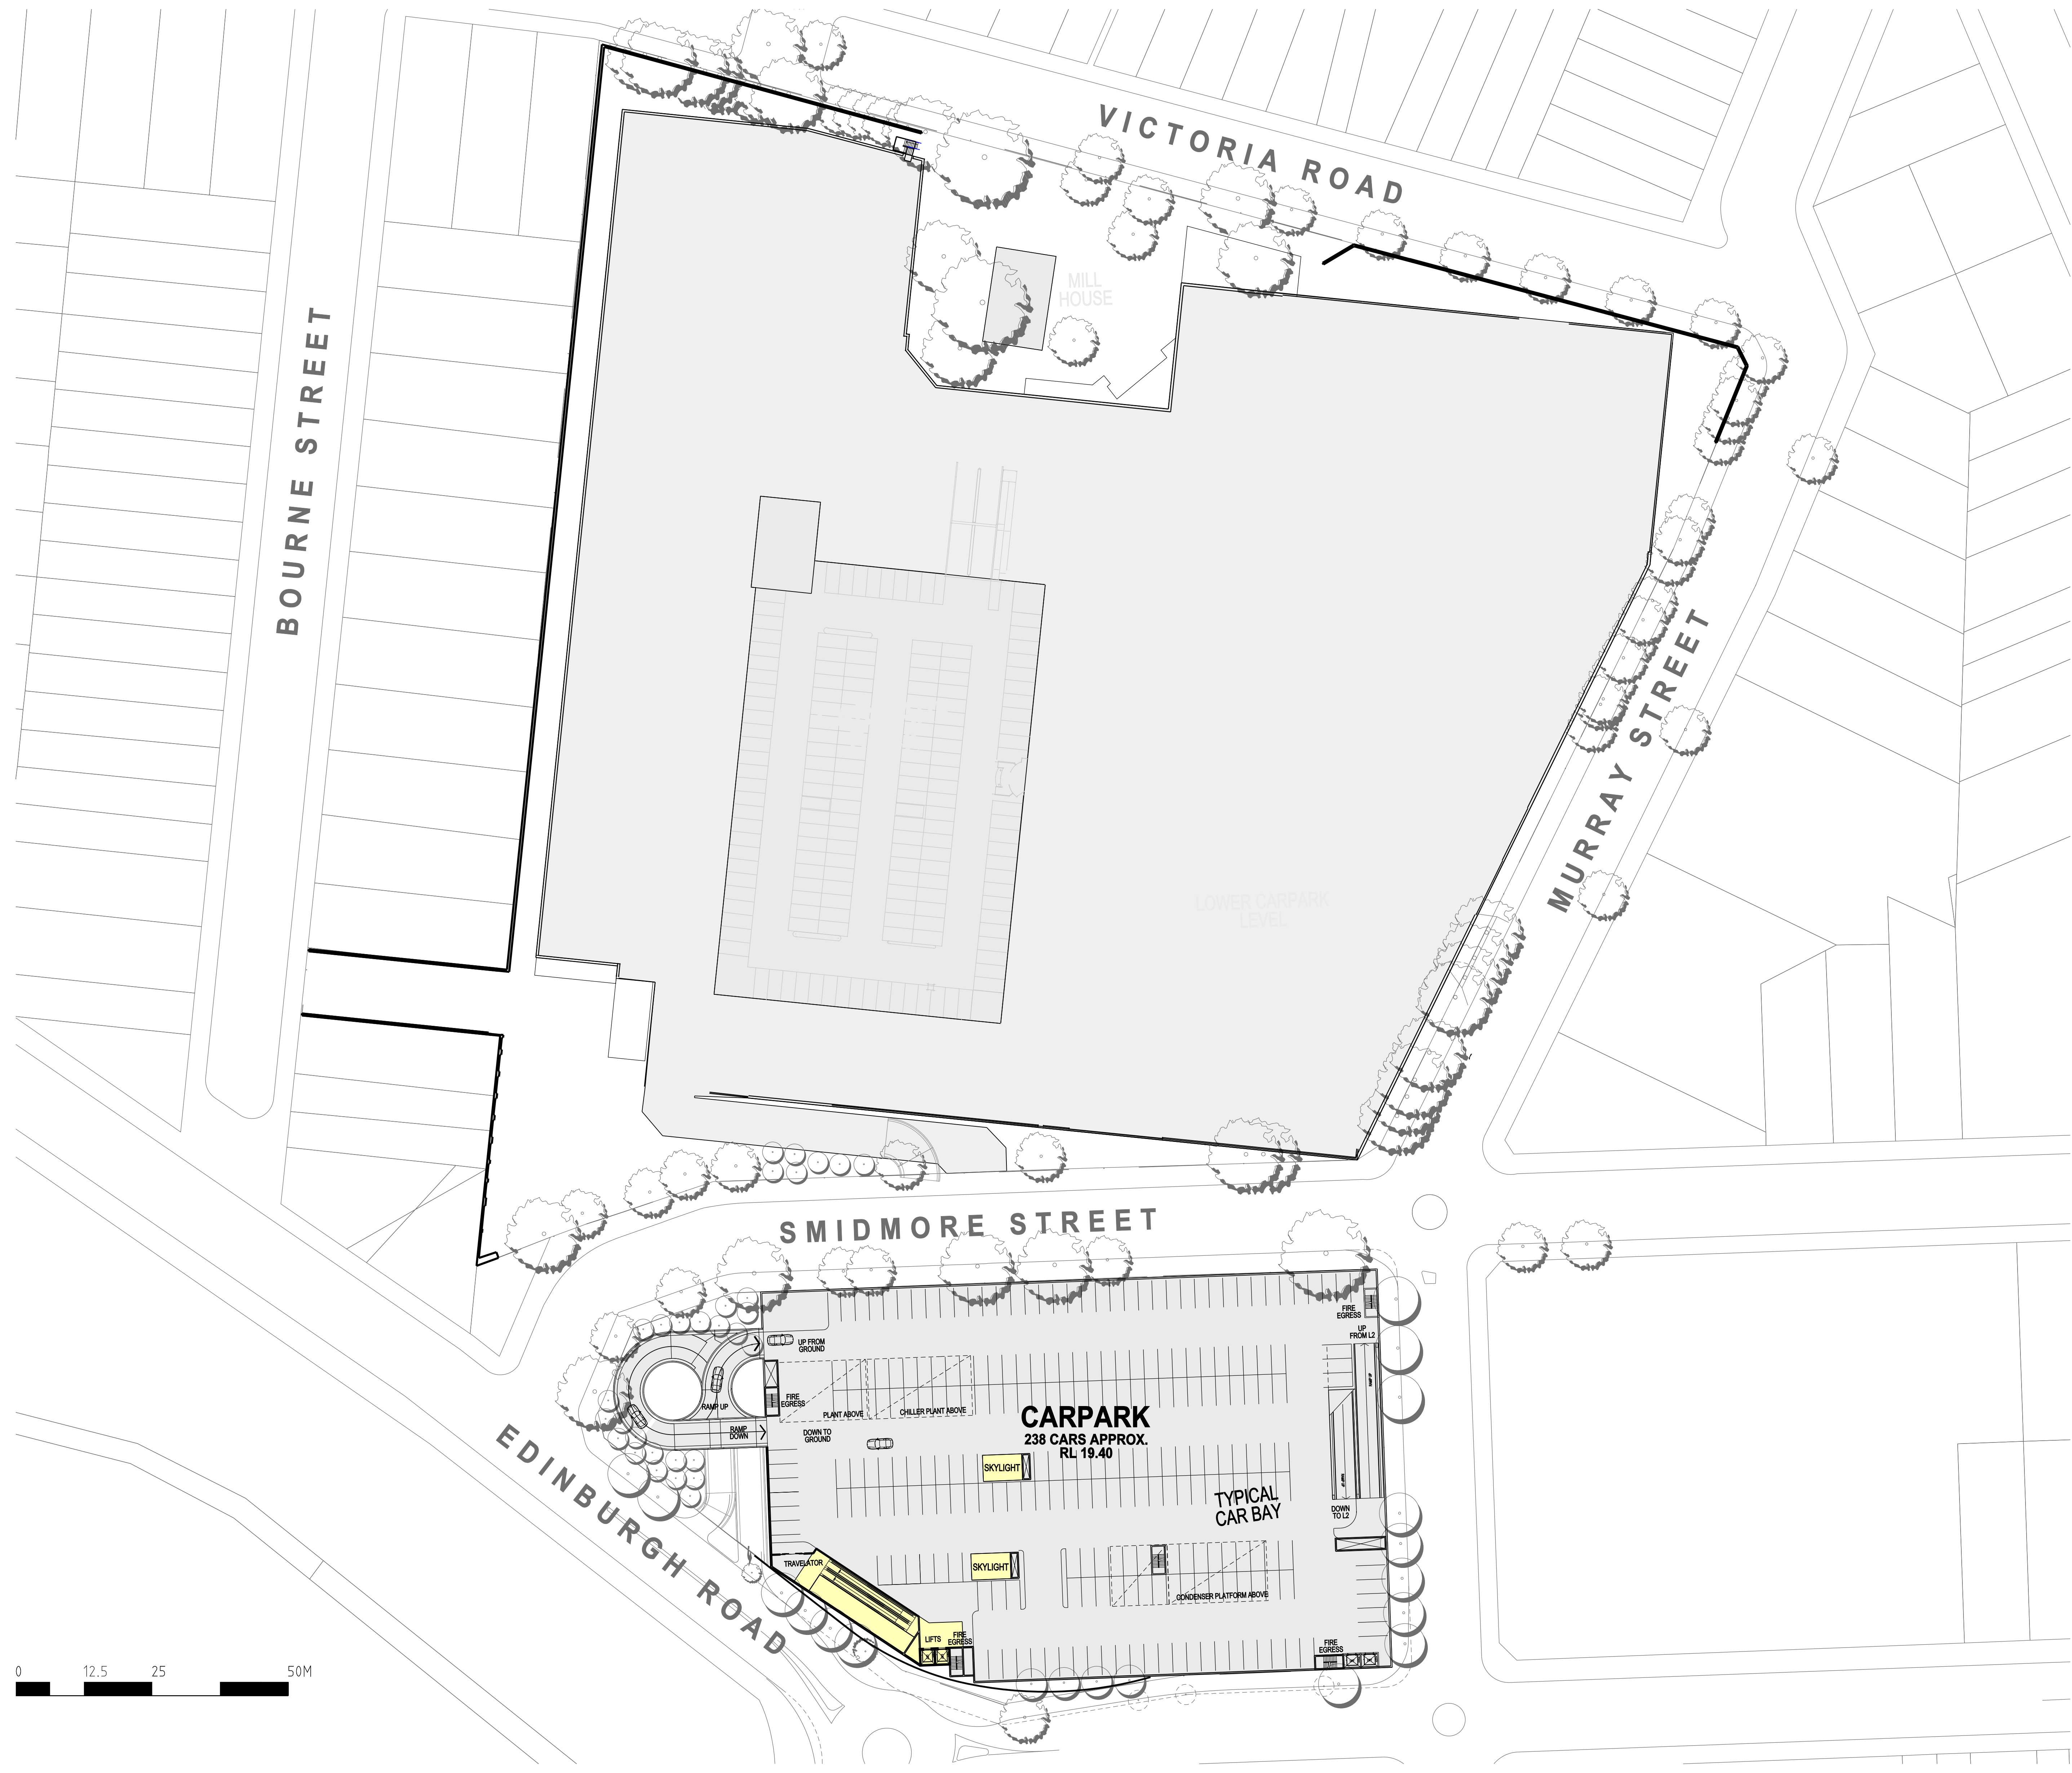 VICTORIA ROAD
MILL
HOUSE
BOURNE STREET
MURRAY STREET
LOWER CARPARK
LEVEL
SMIDMORE STREET
FIRE
EGRESS
UP
FROM L2
UP FROM
GROUND
RAMP UP
FIRE
EGRESS
PLANT ABOVE
CHILLER PLANT ABOVE
RAMP
DOWN
DOWN TO
GROUND
CARPARK
238 CARS APPROX.
RL 19.40
SKYLIGHT
TYPICAL
CAR BAY
DOWN
TO L2
EDINBURGH ROAD
TRAVELATOR
SKYLIGHT
CONDENSER PLATFORM ABOVE
LIFTS
FIRE
EGRESS
FIRE
EGRESS
0 12.5 25 50M